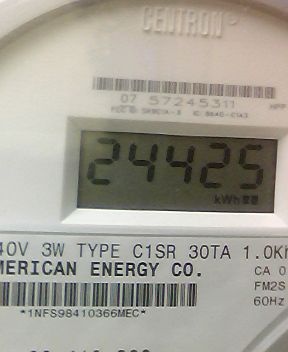 CENTRON
07 57245311
24425
kWh
40V 3W TYPE C1SR 30TA 1.0K
MERICAN ENERGY CO.
CA 0
FM2S
60Hz
*1NFS98410366MEC*